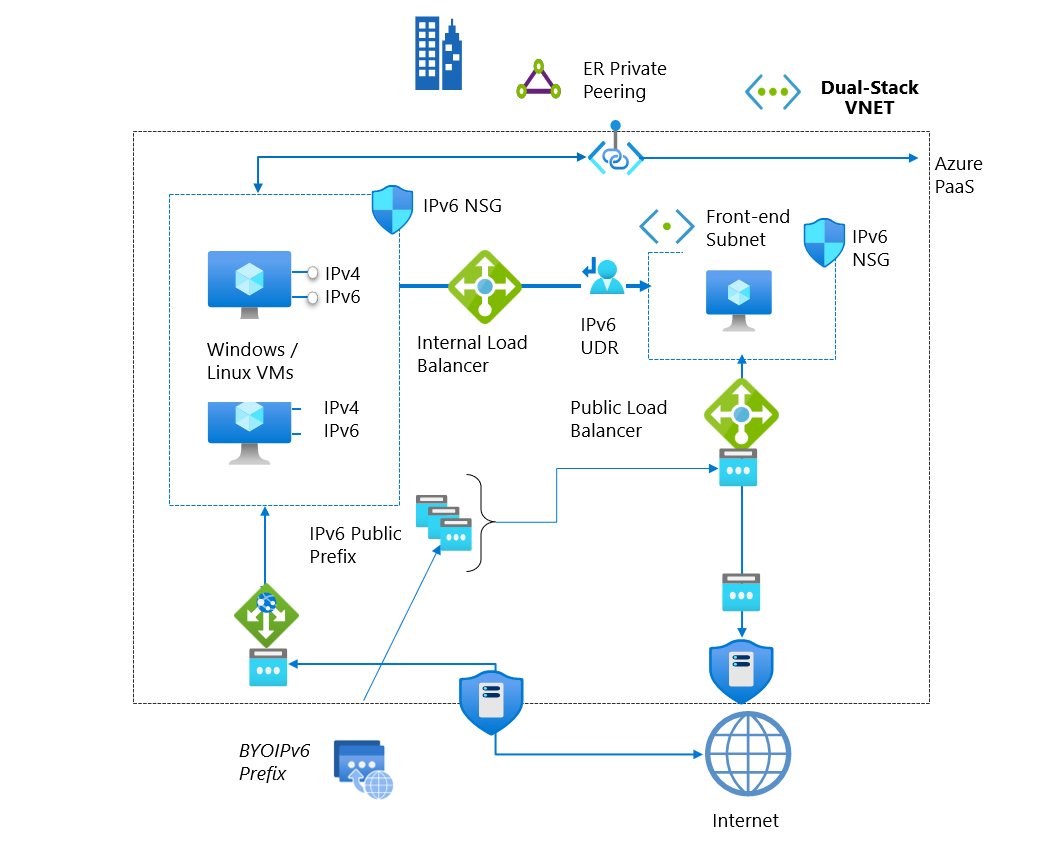 ER Private
Peering
Dual-Stack
VNET
Azure
PaaS
IPv6 NSG
Front-end
Subnet
IPv6
NSG
IPv4
IPv6
IPv6
UDR
Internal Load
Balancer
Windows /
Linux VMs
IPv4
IPv6
Public Load
Balancer
IPv6 Public
Prefix
BYOIPv6
Prefix
Internet